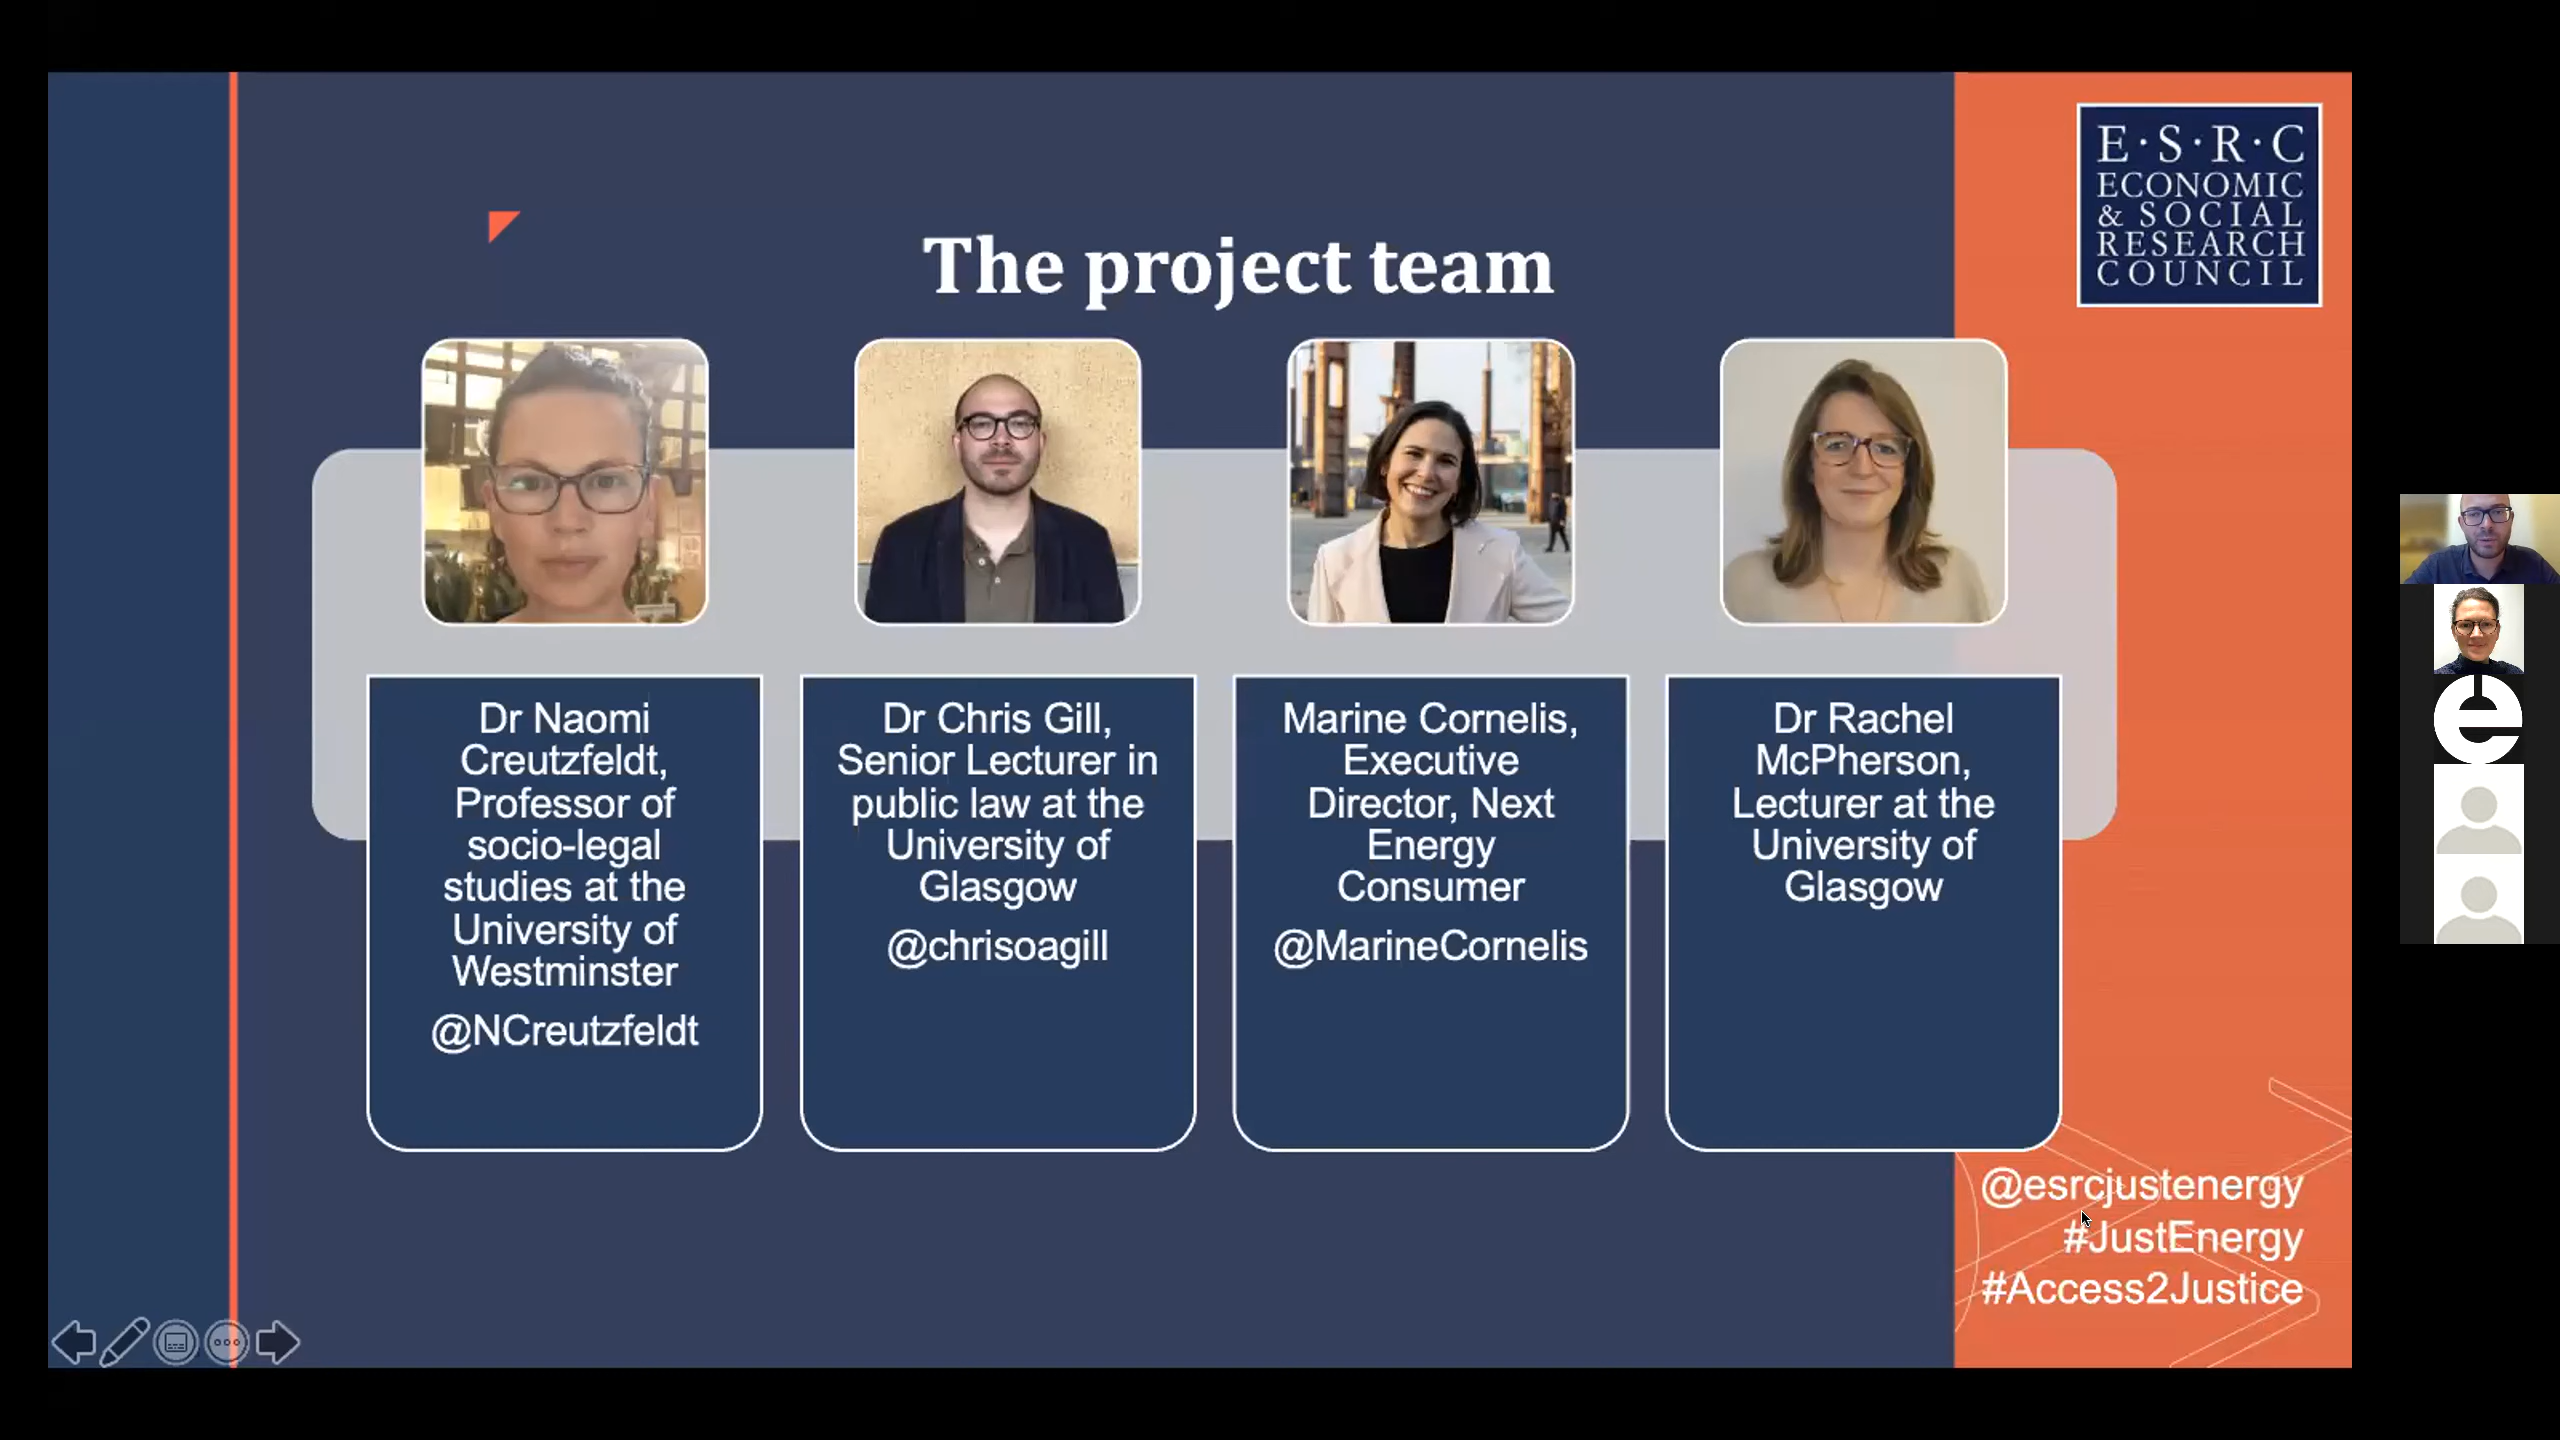 The project team
E·S·R·C
ECONOMIC
& SOCIAL
RESEARCH
COUNCIL
Dr Naomi
Creutzfeldt,
Professor of
socio-legal
studies at the
University of
Westminster
@NCreutzfeldt
Dr Chris Gill,
Senior Lecturer in
public law at the
University of
Glasgow
@chrisoagill
Marine Cornelis,
Executive
Director, Next
Energy
Consumer
@MarineCornelis
Dr Rachel
McPherson,
Lecturer at the
University of
Glasgow
@esrcjustenergy
#JustEnergy
#Access2Justice
e